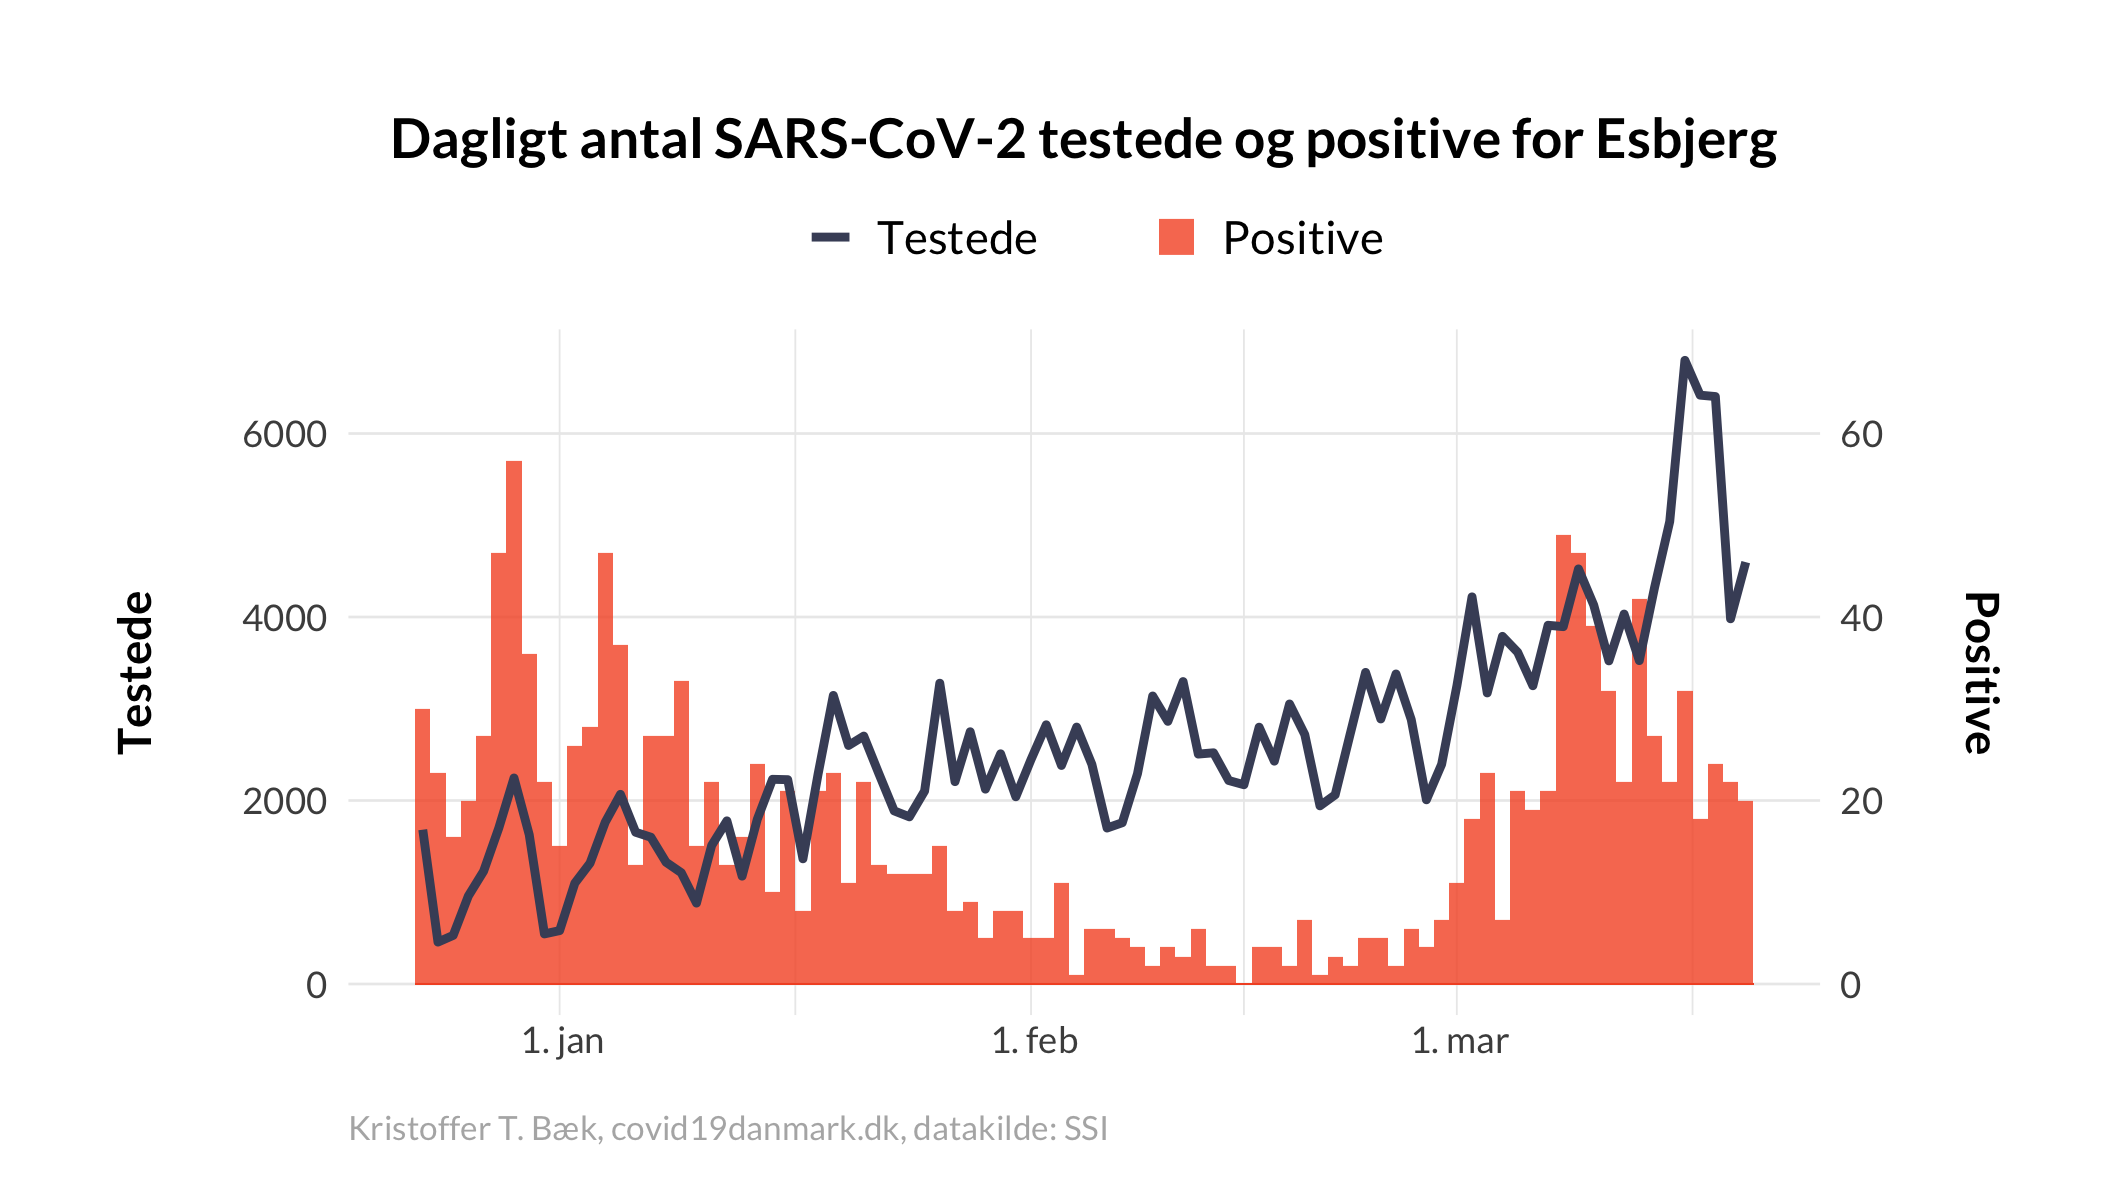 Dagligt antal SARS-CoV-2 testede og positive for Esbjerg
Testede
Positive
6000
4000
2000
0
60
40
20
0
Testede
Positive
1. jan
1. feb
1. mar
Kristoffer T. Bæk, covid19danmark.dk, datakilde: SSI